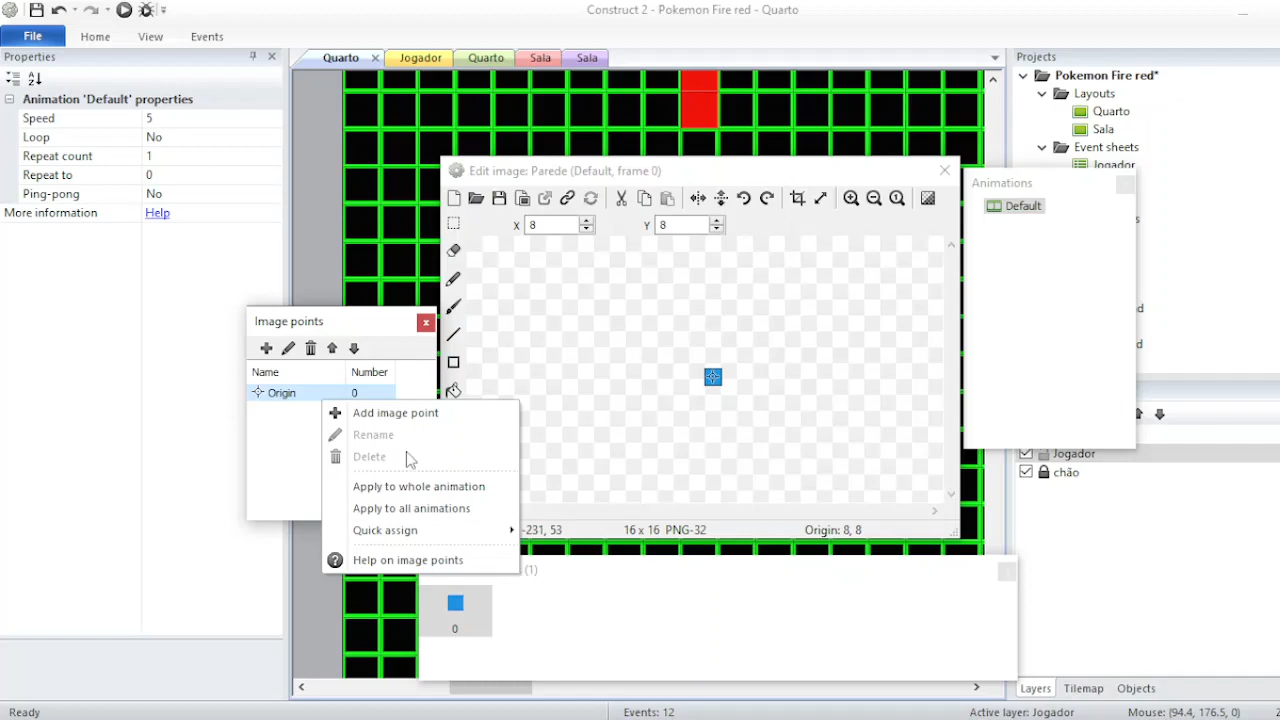 Construct 2 - Pokemon Fire red - Quarto
File Home View Events
Properties
Quarto Jogador Quarto Sala Sala
Projects
Animation 'Default' properties
Speed 5
Loop No
Repeat count 1
Repeat to 0
Ping-pong No
More information Help
Pokemon Fire red*
Layouts
Quarto
Sala
Event sheets
Jogador
Edit image: Parede (Default, frame 0)
X 8 Y 8
Animations
Default
Image points
Name Number
Origin 0
Add image point
Rename
Delete
Apply to whole animation
Apply to all animations
Quick assign
Help on image points
-231, 53 16 x 16 PNG-32 Origin: 8, 8
(1)
0
d
d
Jogador
chão
Layers Tilemap Objects
Ready Events: 12 Active layer: Jogador Mouse: (94.4, 176.5, 0)